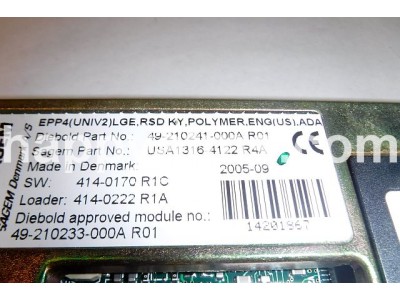 EPP4(UNIV2)LGE,RSD KY,POLYMER,ENG(US),ADA
Diebold Part No.: 49-210241-000A R01
Sagem Part No.: USA1316 4122 R4A
Made in Denmark 2005-09
SW: 414-0170 R1C
Loader: 414-0222 R1A
Diebold approved module no.:
49-210233-000A R01
14201967
SAGEM Denmark A/S